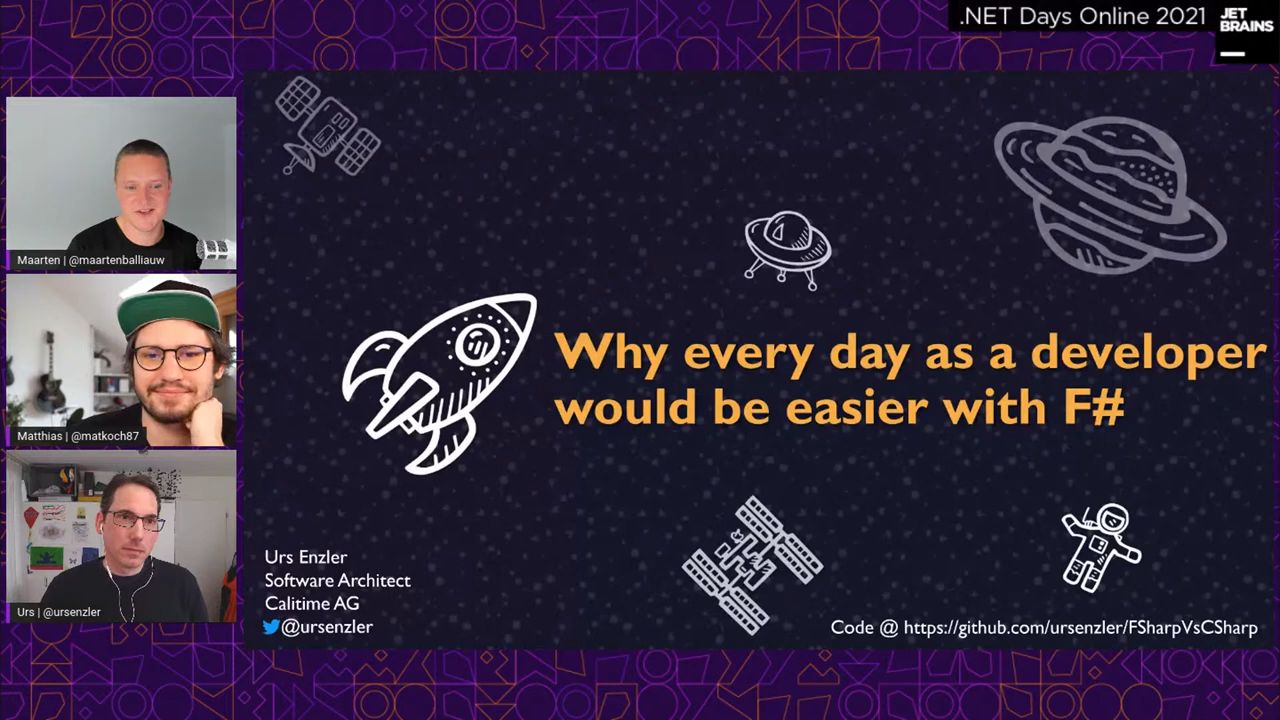 .NET Days Online 2021
JET
BRAINS
Maarten | @maartenballiauw
Matthias | @matkoch87
Urs | @ursenzler
Why every day as a developer
would be easier with F#
Urs Enzler
Software Architect
Calitime AG
@ursenzler
Code @ https://github.com/ursenzler/FSharpVsCSharp